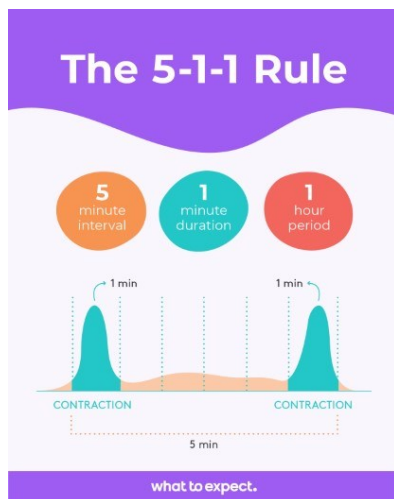 The 5-1-1 Rule
5
minute
interval
1
minute
duration
1
hour
period
1 min
1 min
CONTRACTION
CONTRACTION
5 min
what to expect.